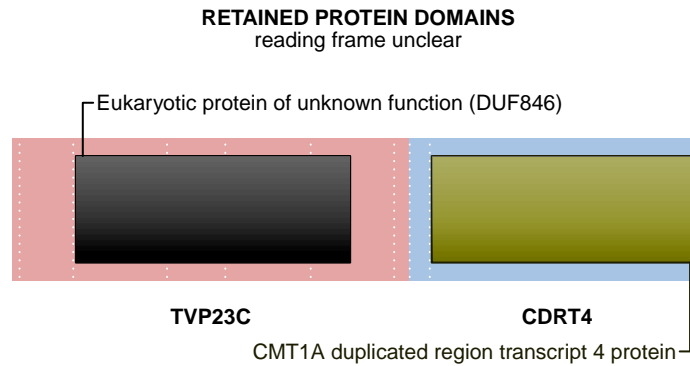 RETAINED PROTEIN DOMAINS
reading frame unclear
Eukaryotic protein of unknown function (DUF846)
TVP23C
CDRT4
CMT1A duplicated region transcript 4 protein